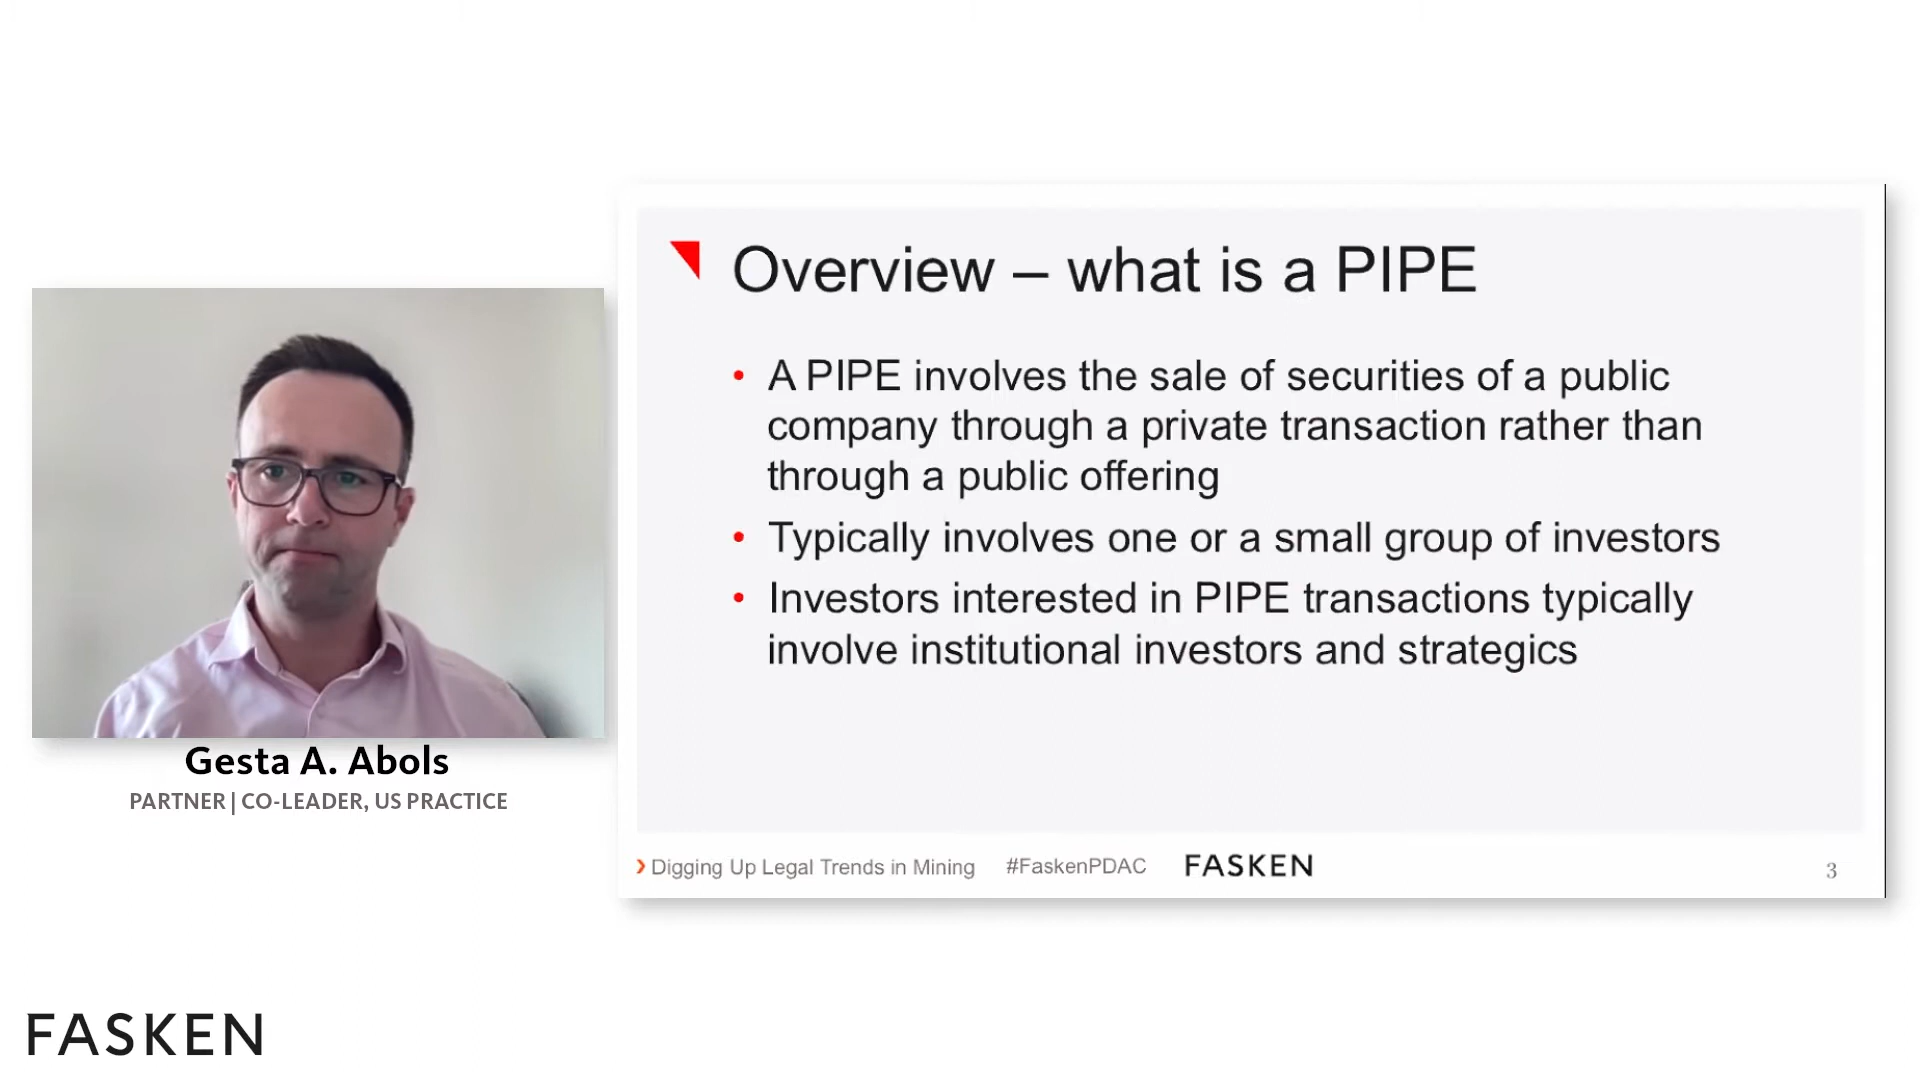 Overview – what is a PIPE
• A PIPE involves the sale of securities of a public
company through a private transaction rather than
through a public offering
• Typically involves one or a small group of investors
• Investors interested in PIPE transactions typically
involve institutional investors and strategics
Gesta A. Abols
PARTNER | CO-LEADER, US PRACTICE
› Digging Up Legal Trends in Mining #FaskenPDAC FASKEN 3
FASKEN